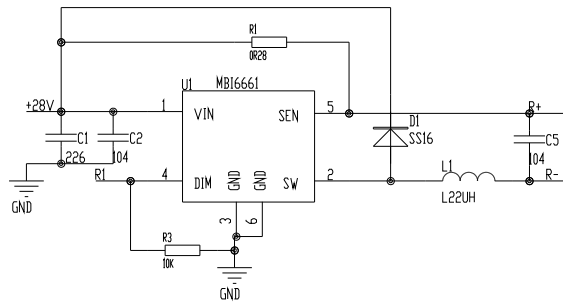 R1
0R28
U1
MBI6661
+28V
1
VIN
SEN
5
R+
D1
SS16
C1
226
C2
104
C5
104
R1
4
DIM
GND
GND
SW
2
L1
L22UH
R-
GND
3
6
R3
10K
GND